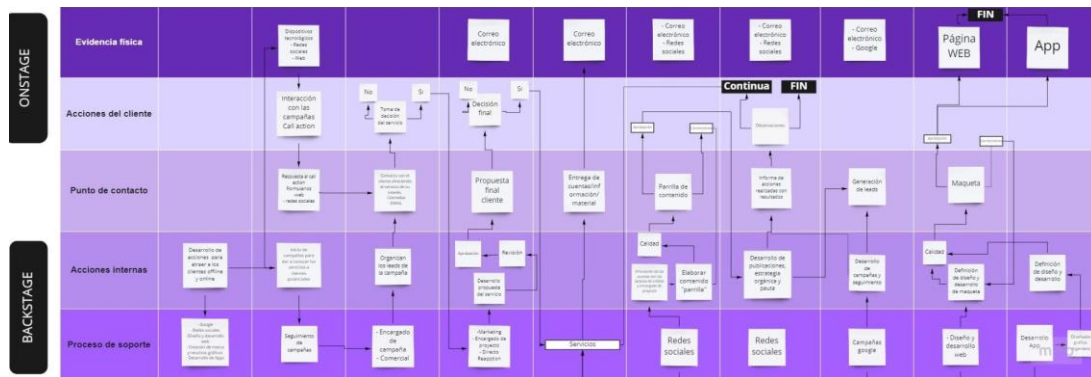 ONSTAGE
BACKSTAGE
Evidencia física
Dispositivos
tecnológicos
- Redes
sociales
- Web
Correo
electrónico
Correo
electrónico
- Correo
electrónico
- Redes
sociales
- Correo
electrónico
- Redes
sociales
- Correo
electrónico
- Google
FIN
Página
WEB
App
Acciones del cliente
Interacción
con las
campañas
Call action
No
Toma de
decisión
del servicio
Si
No
Decisión
final
Si
Continua
FIN
Observaciones
Punto de contacto
Respuesta al call
action
Formularios
web
- redes sociales
Propuesta
final
cliente
Entrega de
cuentas/inf
ormación/
material
Parrilla de
contenido
Informe de
acciones
realizadas con
resultados
Generación
de leads
Maqueta
Acciones internas
Desarrollo de
acciones para
atraer a los
clientes offline
y online
Organizan
los leads de
la campaña
Aprobación
Revisión
Desarrollo
propuesta
del servicio
Calidad
Elaborar
contenido
"parrilla"
Desarrollo de
publicaciones,
estrategia
orgánica y
pauta
Desarrollo
de
campañas y
seguimiento
Calidad
Definición
de diseño y
desarrollo
de maqueta
Definición
de diseño y
desarrollo
Proceso de soporte
- Google
Seguimiento
de
campañas
- Encargado
de
campaña
- Comercial
-Marketing
- Encargado de
proyecto
- Directo
Servicios
Redes
sociales
Redes
sociales
Campañas
google
- Diseño y
desarrollo
web
Desarrollo
App